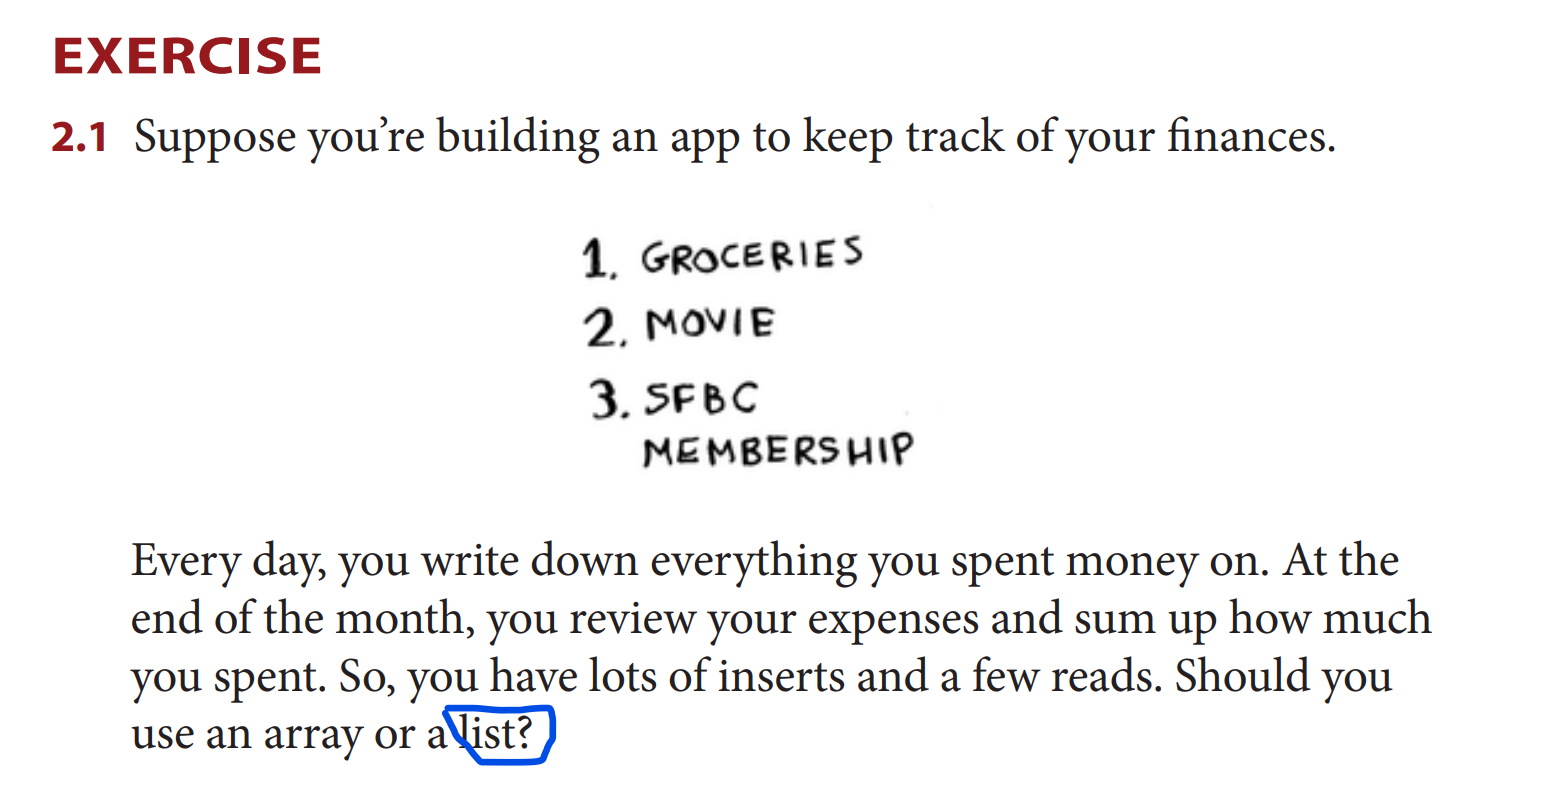 EXERCISE
2.1 Suppose you’re building an app to keep track of your finances.
1. GROCERIES
2. MOVIE
3. SFBC
MEMBERSHIP
Every day, you write down everything you spent money on. At the
end of the month, you review your expenses and sum up how much
you spent. So, you have lots of inserts and a few reads. Should you
use an array or a list?